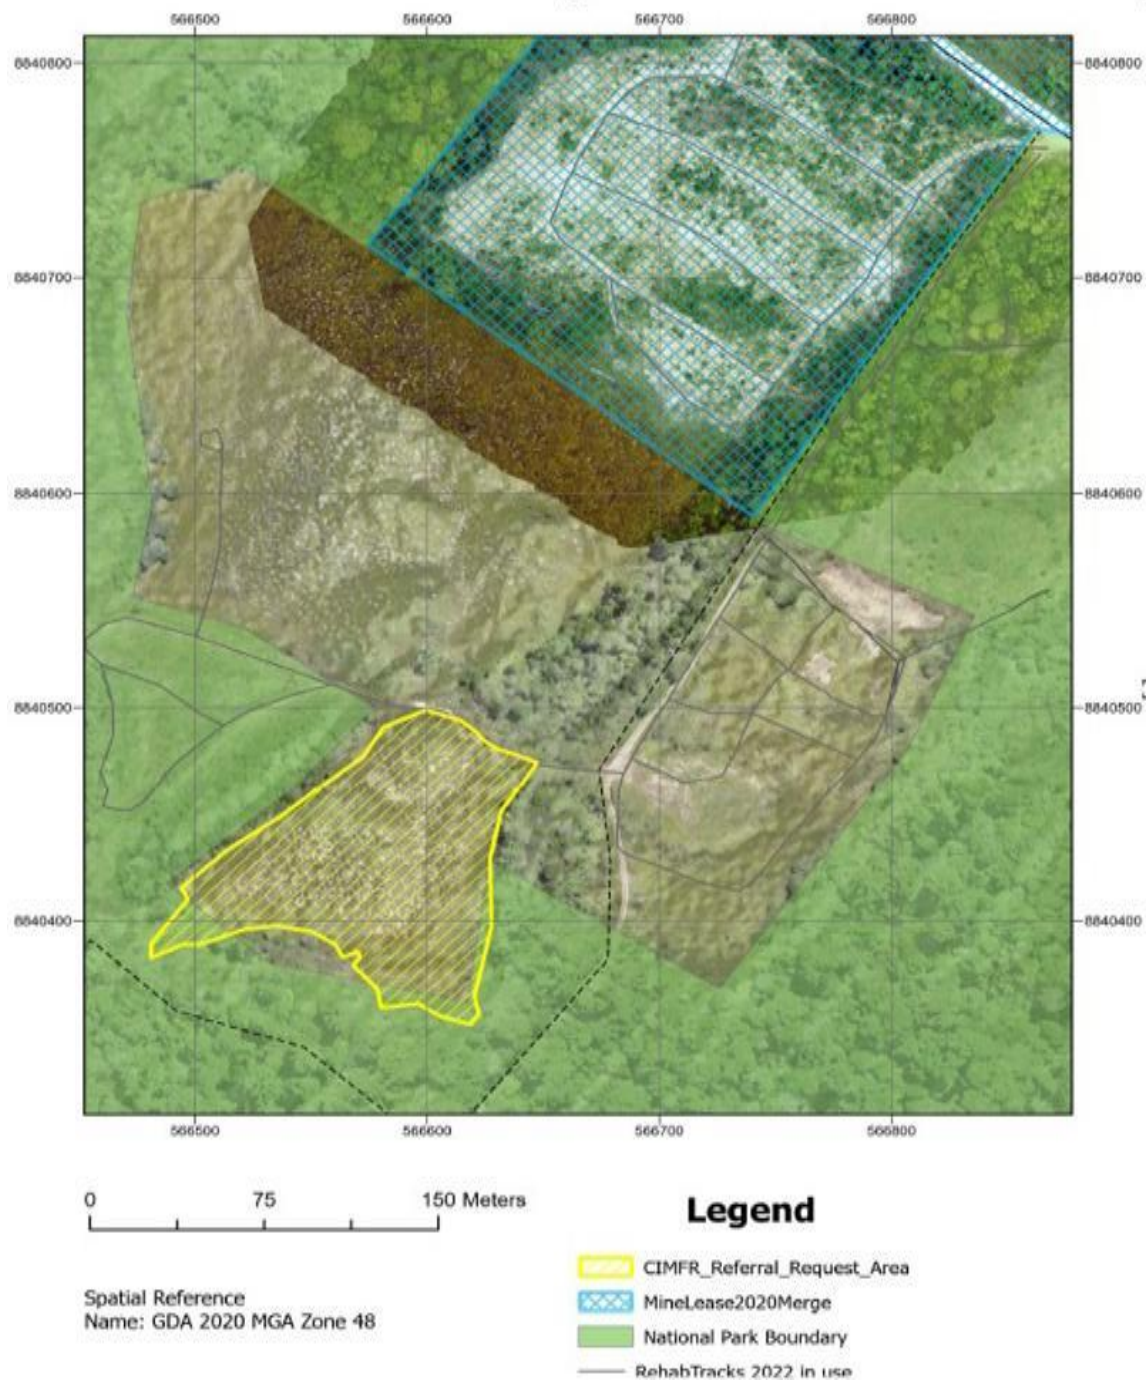 566500 566600 566700 566800
8840800 8840800
8840700 8840700
8840600 8840600
8840500 8840500
8840400 8840400
566500 566600 566700 566800
0 75 150 Meters
Legend
CIMFR_Referral_Request_Area
Spatial Reference
MineLease2020Merge
Name: GDA 2020 MGA Zone 48
National Park Boundary
RehabTracks 2022 in use